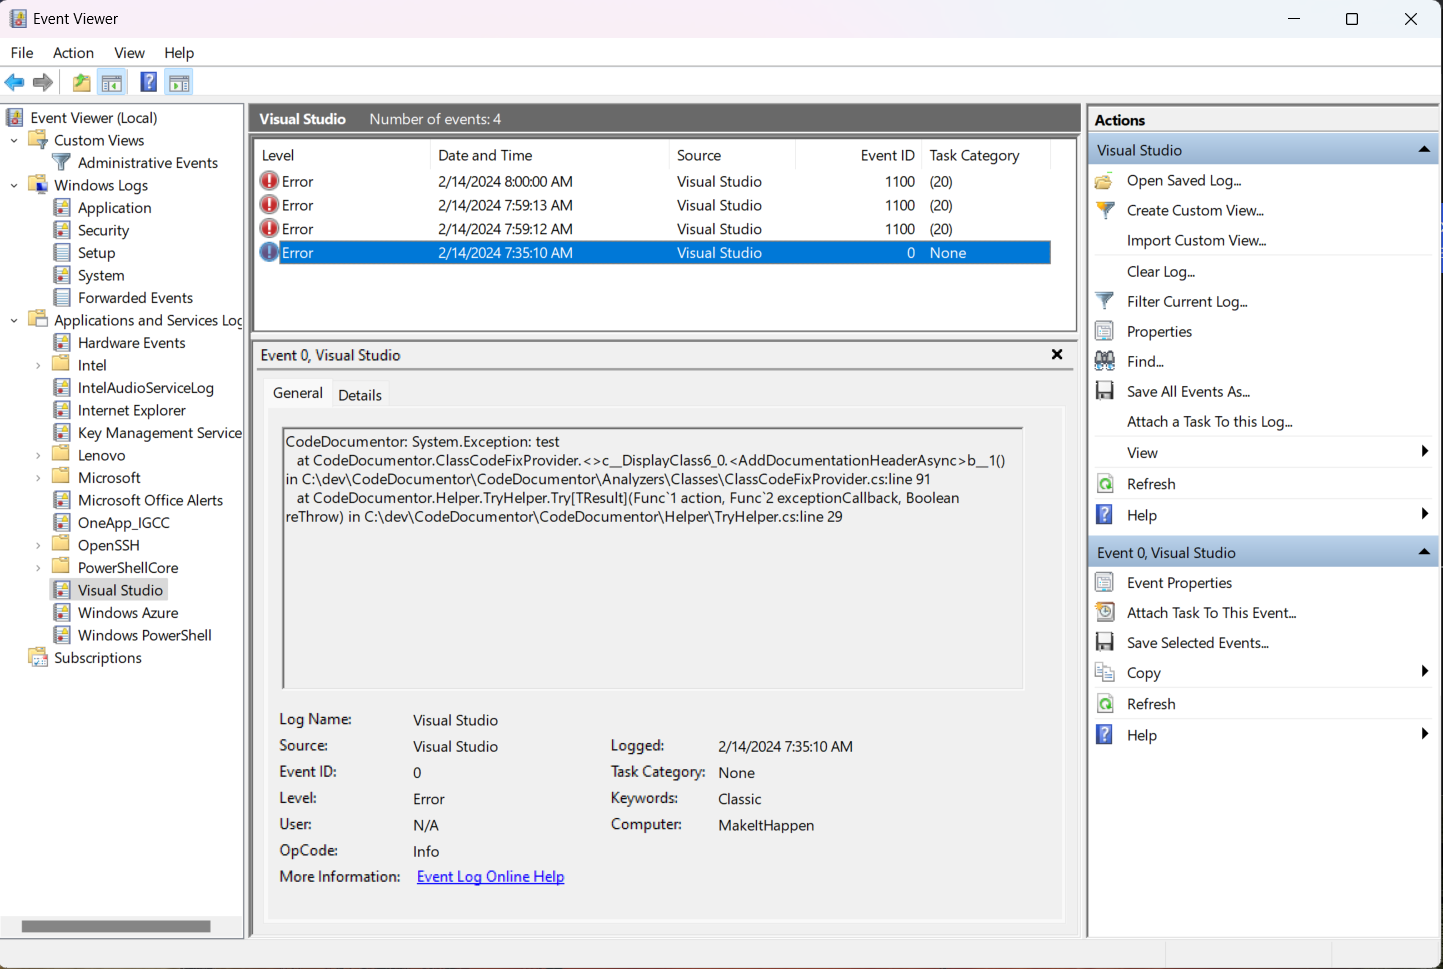 Event Viewer
File Action View Help
Event Viewer (Local)
Custom Views
Administrative Events
Windows Logs
Application
Security
Setup
System
Forwarded Events
Applications and Services Log
Hardware Events
Intel
IntelAudioServiceLog
Internet Explorer
Key Management Service
Lenovo
Microsoft
Microsoft Office Alerts
OneApp_IGCC
OpenSSH
PowerShellCore
Visual Studio
Windows Azure
Windows PowerShell
Subscriptions
Visual Studio Number of events: 4
Level Date and Time Source Event ID Task Category
Error 2/14/2024 8:00:00 AM Visual Studio 1100 (20)
Error 2/14/2024 7:59:13 AM Visual Studio 1100 (20)
Error 2/14/2024 7:59:12 AM Visual Studio 1100 (20)
Error 2/14/2024 7:35:10 AM Visual Studio 0 None
Event 0, Visual Studio
General Details
CodeDocumentor: System.Exception: test
at CodeDocumentor.ClassCodeFixProvider.<>c__DisplayClass6_0.<AddDocumentationHeaderAsync>b__1()
in C:\dev\CodeDocumentor\CodeDocumentor\Analyzers\Classes\ClassCodeFixProvider.cs:line 91
at CodeDocumentor.Helper.TryHelper.Try[TResult](Func`1 action, Func`2 exceptionCallback, Boolean
reThrow) in C:\dev\CodeDocumentor\CodeDocumentor\Helper\TryHelper.cs:line 29
Log Name: Visual Studio
Source: Visual Studio Logged: 2/14/2024 7:35:10 AM
Event ID: 0 Task Category: None
Level: Error Keywords: Classic
User: N/A Computer: MakeItHappen
OpCode: Info
More Information: Event Log Online Help
Actions
Visual Studio
Open Saved Log...
Create Custom View...
Import Custom View...
Clear Log...
Filter Current Log...
Properties
Find...
Save All Events As...
Attach a Task To this Log...
View
Refresh
Help
Event 0, Visual Studio
Event Properties
Attach Task To This Event...
Save Selected Events...
Copy
Refresh
Help